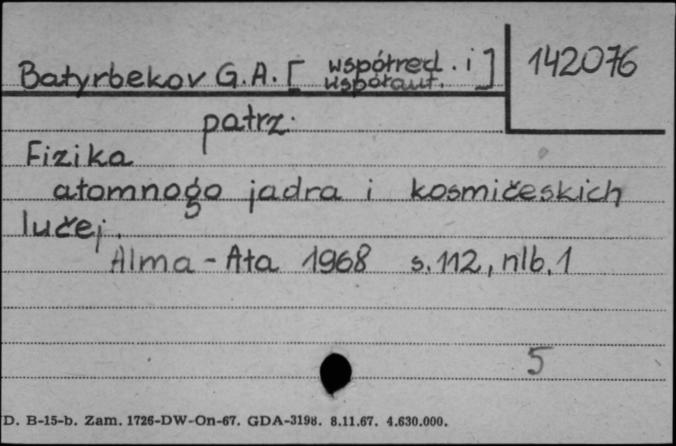 Batyrbekov G.A. [współred. i współaut.] 142076
patrz.
Fizika
atomnogo jadra i kosmičeskich
lučej.
Alma-Ata 1968 s. 112, nlb. 1
5
D. B-15-b. Zam. 1726-DW-On-67. GDA-3198. 8.11.67. 4.630.000.